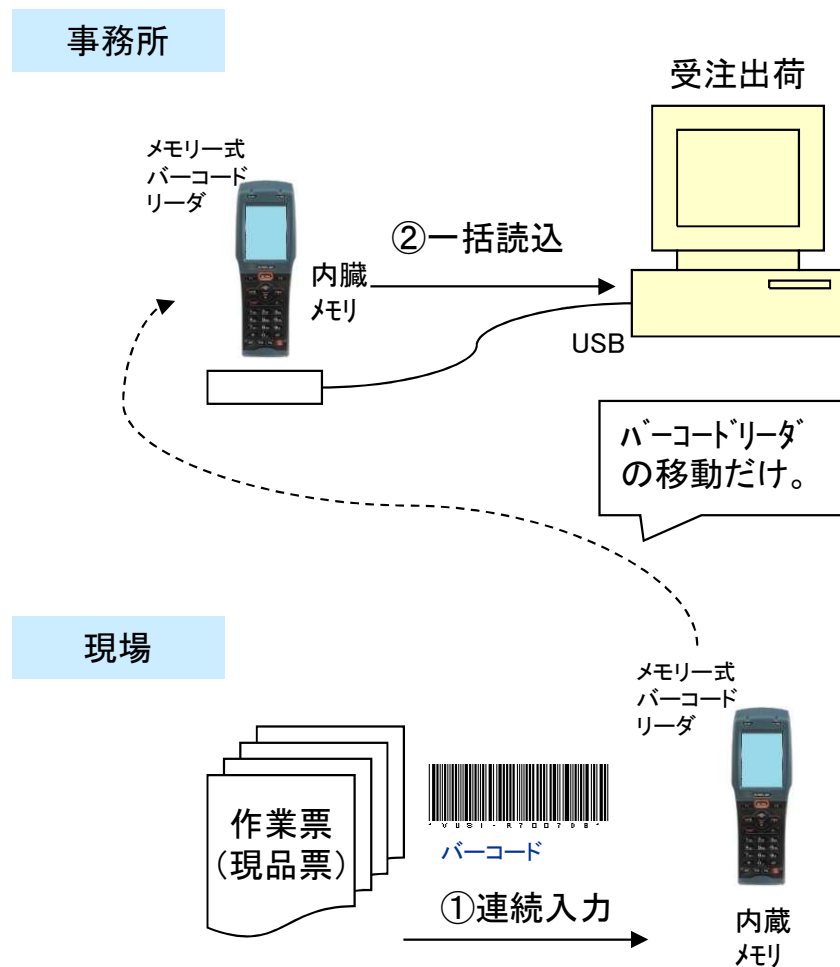 事務所
受注出荷
メモリー式
バーコード
リーダ
②一括読込
内臓
メモリ
USB
バーコードリーダ
の移動だけ。
現場
メモリー式
バーコード
リーダ
作業票
(現品票)
バーコード
①連続入力
内蔵
メモリ